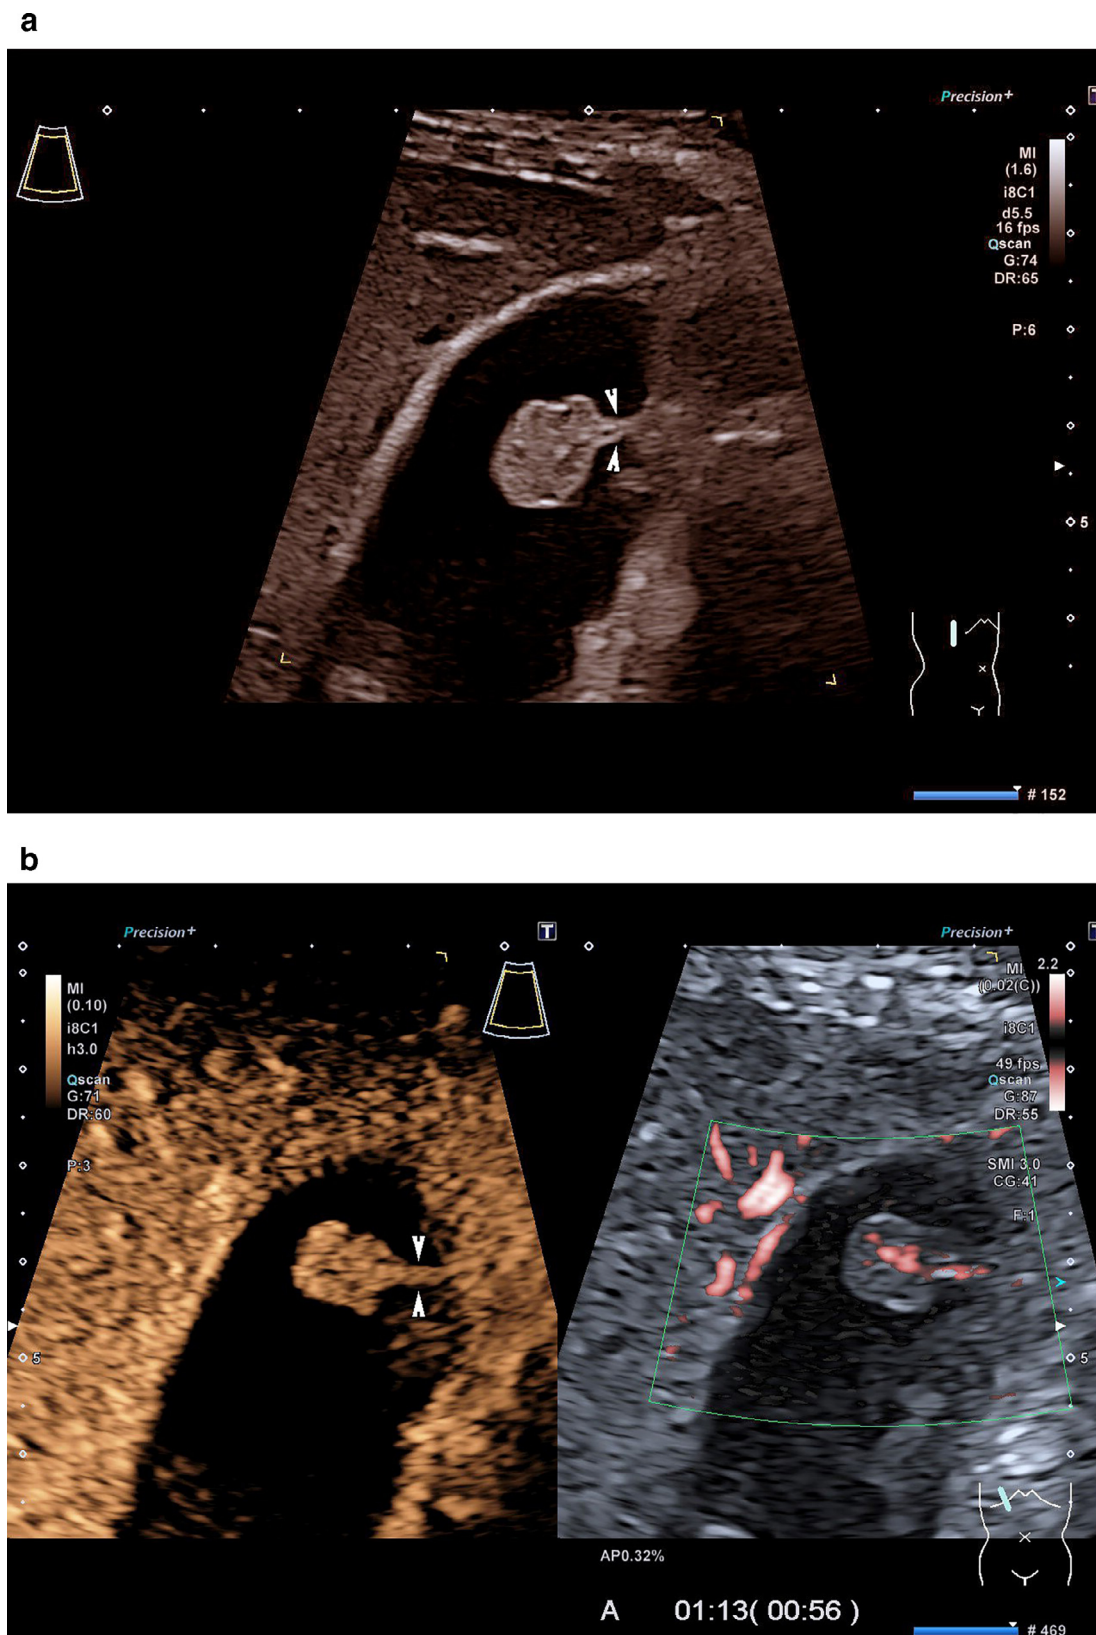 a
Precision+
T
MI
(1.6)
i8C1
d5.5
16 fps
Qscan
G:74
DR:65
P:6
5
# 152
b
Precision+
T
MI
(0.10)
i8C1
h3.0
Qscan
G:71
DR:60
P:3
5
Precision+
T
MI 2.2
(0.02(C))
i8C1
49 fps
Qscan
G:87
DR:55
SMI 3.0
CG:41
F:1
5
AP0.32%
A 01:13( 00:56 )
# 469